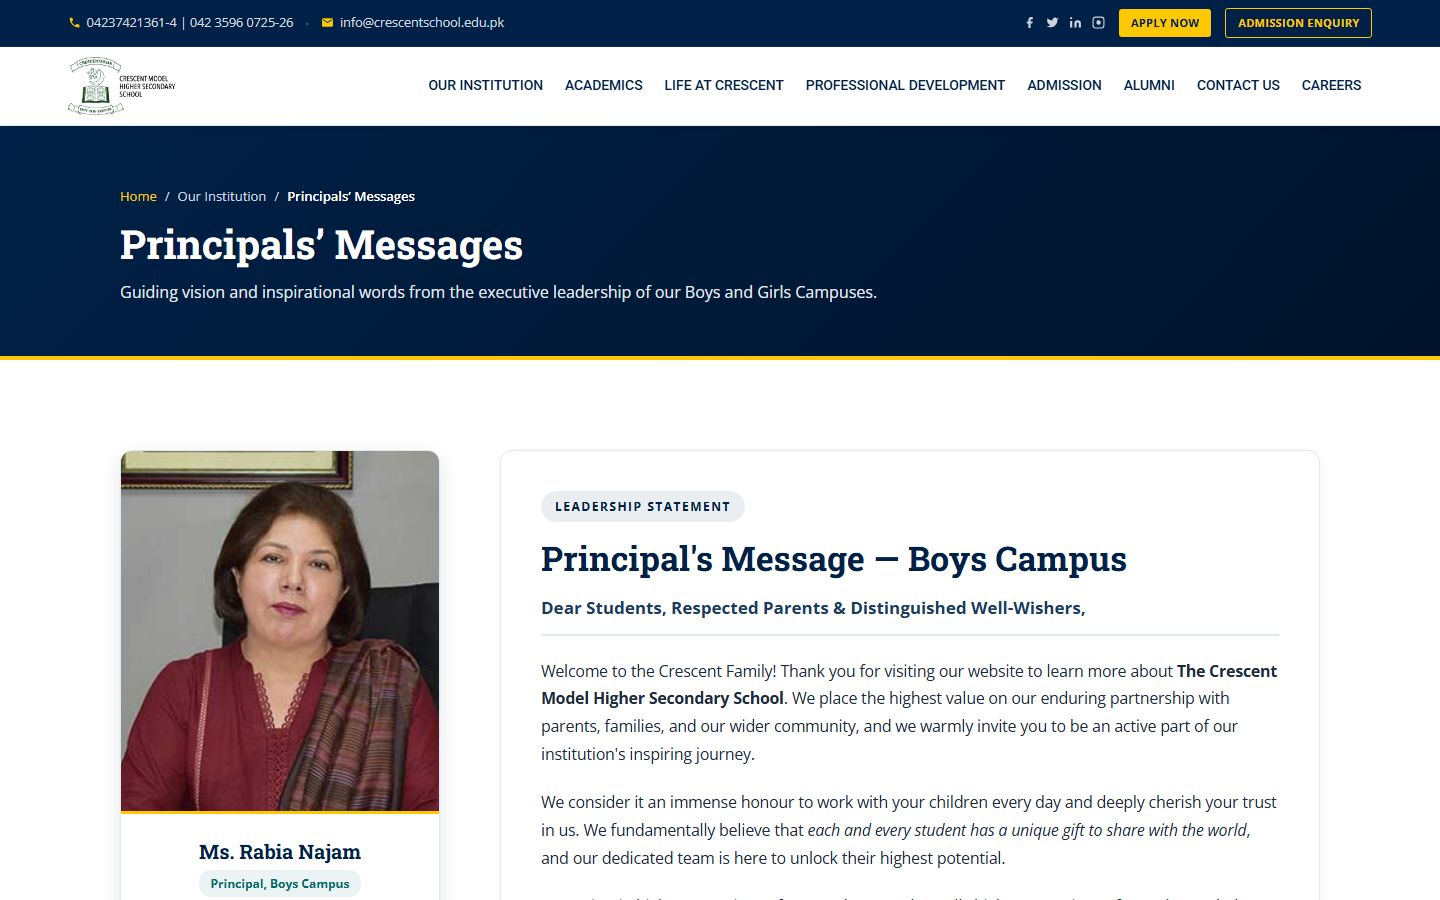 04237421361-4 | 042 3596 0725-26
info@crescentschool.edu.pk
APPLY NOW
ADMISSION ENQUIRY
CRESCENT MODEL
HIGHER SECONDARY
SCHOOL
OUR INSTITUTION
ACADEMICS
LIFE AT CRESCENT
PROFESSIONAL DEVELOPMENT
ADMISSION
ALUMNI
CONTACT US
CAREERS
Home / Our Institution / Principals’ Messages
Principals’ Messages
Guiding vision and inspirational words from the executive leadership of our Boys and Girls Campuses.
Ms. Rabia Najam
Principal, Boys Campus
LEADERSHIP STATEMENT
Principal's Message — Boys Campus
Dear Students, Respected Parents & Distinguished Well-Wishers,
Welcome to the Crescent Family! Thank you for visiting our website to learn more about The Crescent
Model Higher Secondary School. We place the highest value on our enduring partnership with
parents, families, and our wider community, and we warmly invite you to be an active part of our
institution's inspiring journey.
We consider it an immense honour to work with your children every day and deeply cherish your trust
in us. We fundamentally believe that each and every student has a unique gift to share with the world,
and our dedicated team is here to unlock their highest potential.